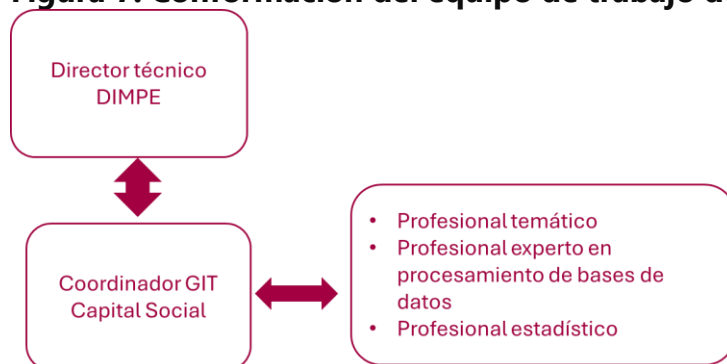 Director técnico
DIMPE
Coordinador GIT
Capital Social
• Profesional temático
• Profesional experto en
procesamiento de bases de
datos
• Profesional estadístico